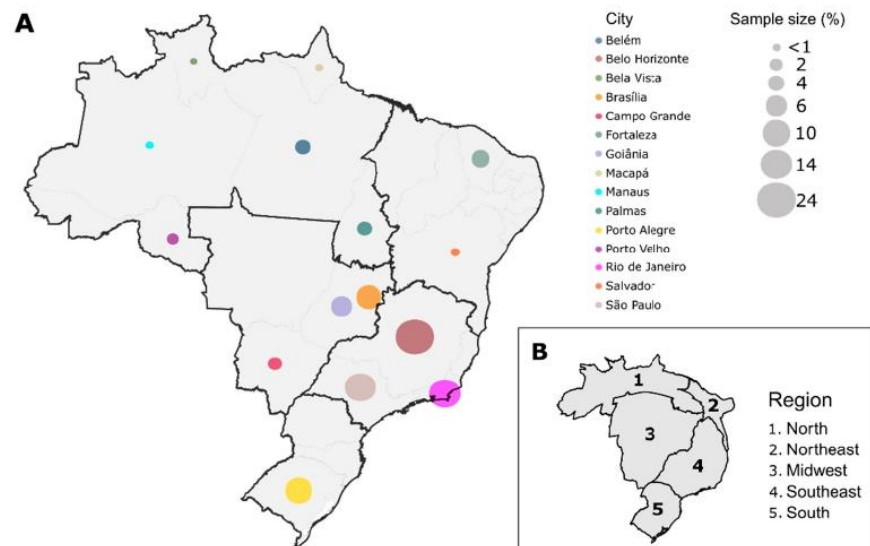 A
City
Belém
Belo Horizonte
Bela Vista
Brasília
Campo Grande
Fortaleza
Goiânia
Macapá
Manaus
Palmas
Porto Alegre
Porto Velho
Rio de Janeiro
Salvador
São Paulo
Sample size (%)
<1
2
4
6
10
14
24
B
1
2
3
4
5
Region
1. North
2. Northeast
3. Midwest
4. Southeast
5. South